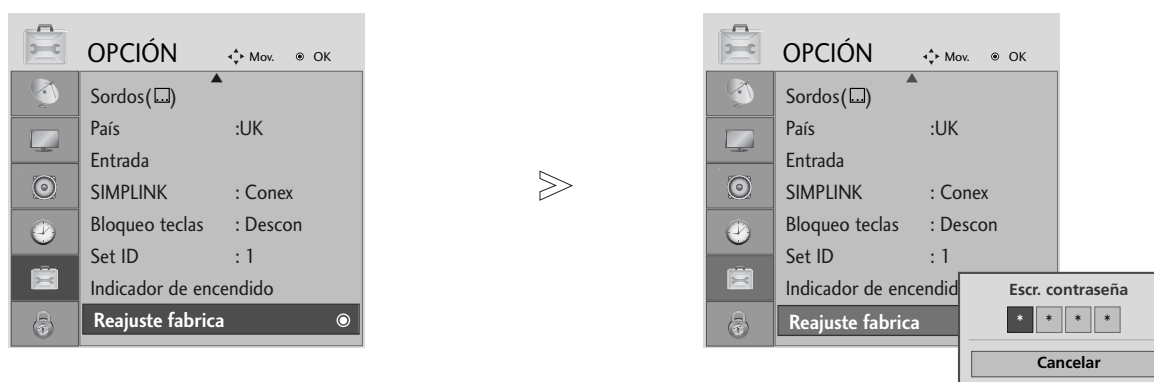 OPCIÓN Mov. OK
Sordos( )
País :UK
Entrada
SIMPLINK : Conex
Bloqueo teclas : Descon
Set ID : 1
Indicador de encendido
Reajuste fabrica
>
OPCIÓN Mov. OK
Sordos( )
País :UK
Entrada
SIMPLINK : Conex
Bloqueo teclas : Descon
Set ID : 1
Indicador de encendid
Reajuste fabrica
Escr. contraseña
* * * *
Cancelar